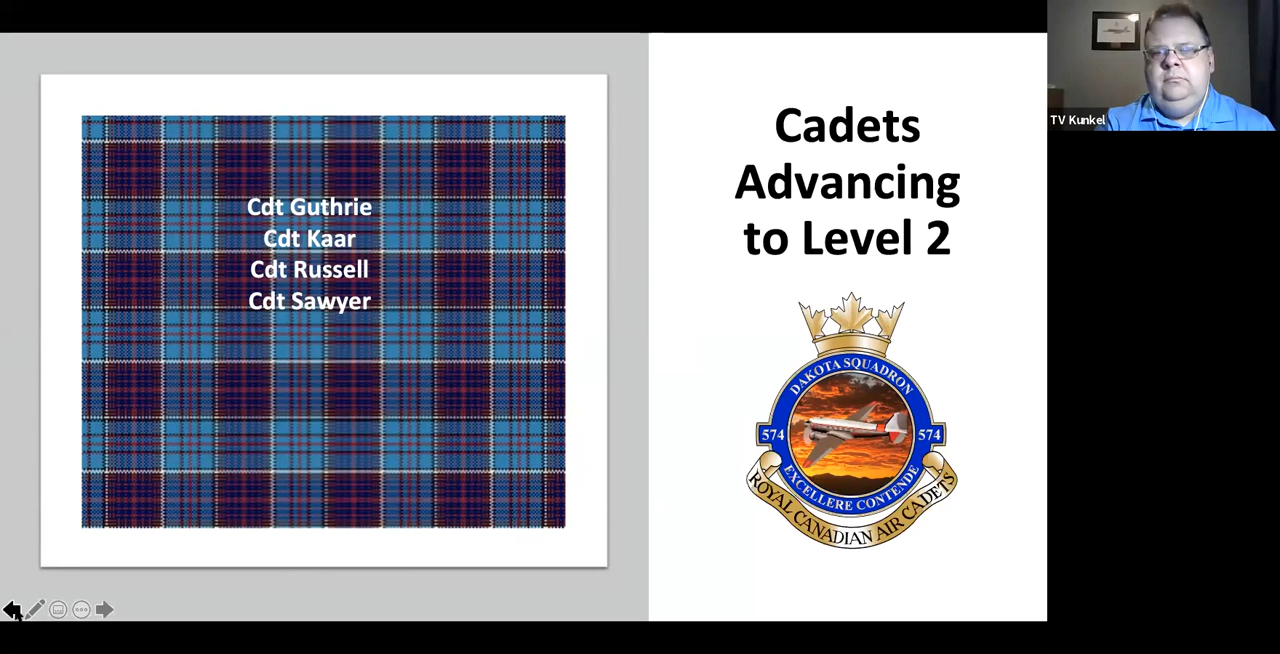 Cdt Guthrie
Cdt Kaar
Cdt Russell
Cdt Sawyer
Cadets
Advancing
to Level 2
DAKOTA SQUADRON
574 574
EXCELLERE CONTENDE
ROYAL CANADIAN AIR CADETS
TV Kunkel